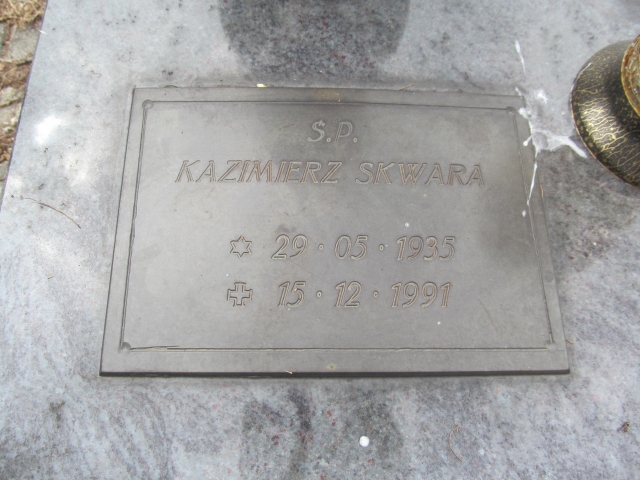 Ś.P.
KAZIMIERZ SKWARA
✡ 29 · 05 · 1935
✠ 15 · 12 · 1991